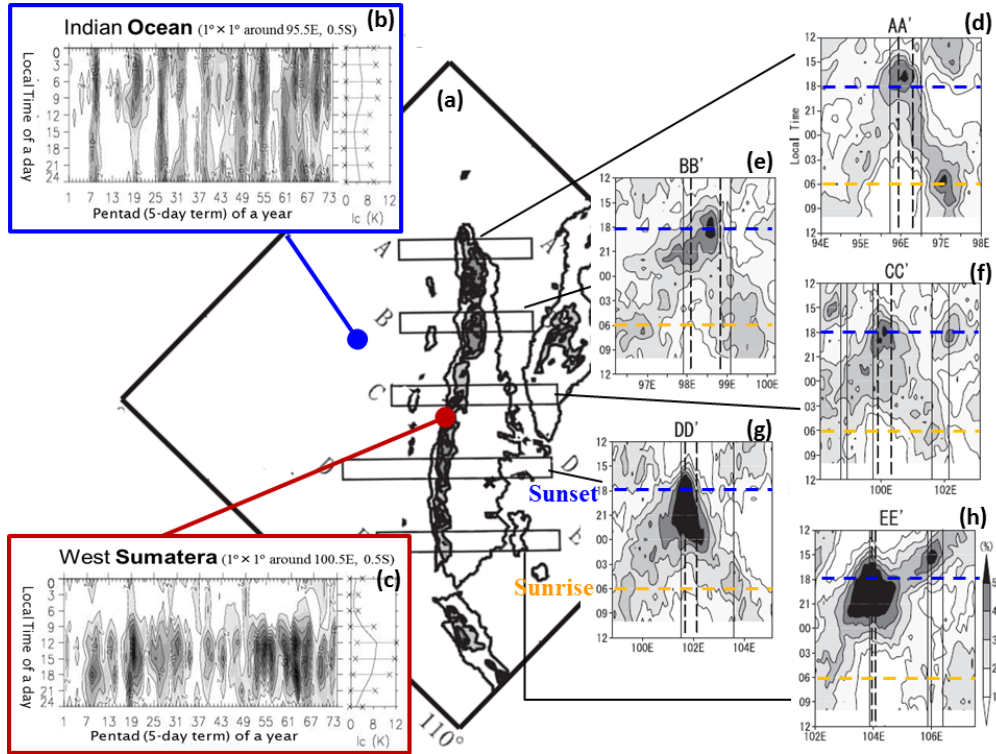 (b)
Indian Ocean (1° × 1° around 95.5E, 0.5S)
Local Time of a day
0
3
6
9
12
15
18
21
24
1 7 13 19 25 31 37 43 49 55 61 67 73 0 4 8 12
Pentad (5-day term) of a year
Ic (K)
(a)
A A'
B
C
D D
E
110°
Sunset
Sunrise
West Sumatera (1° × 1° around 100.5E, 0.5S)
(c)
Local Time of a day
0
3
6
9
12
15
18
21
24
1 7 13 19 25 31 37 43 49 55 61 67 73 0 4 8 12
Pentad (5-day term) of a year
Ic (K)
(d)
AA'
Local Time
12
15
18
21
00
03
06
09
12
94E 95E 96E 97E 98E
(e)
BB'
12
15
18
21
00
03
06
09
12
97E 98E 99E 100E
(f)
CC'
12
15
18
21
00
03
06
09
12
100E 102E
(g)
DD'
12
15
18
21
00
03
06
09
12
100E 102E 104E
(h)
EE'
12
15
18
21
00
03
06
09
12
102E 104E 106E
(%)
5
4
3
2
1